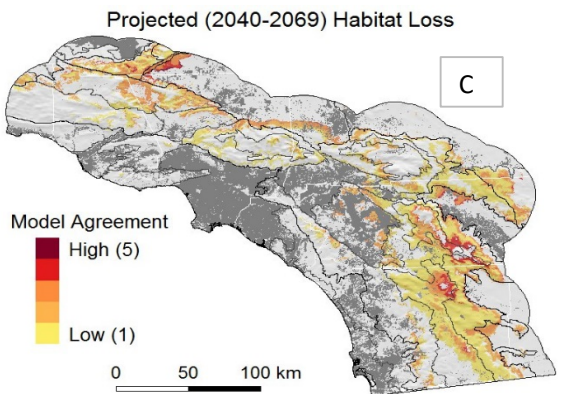 Projected (2040-2069) Habitat Loss
C
Model Agreement
High (5)
Low (1)
0 50 100 km